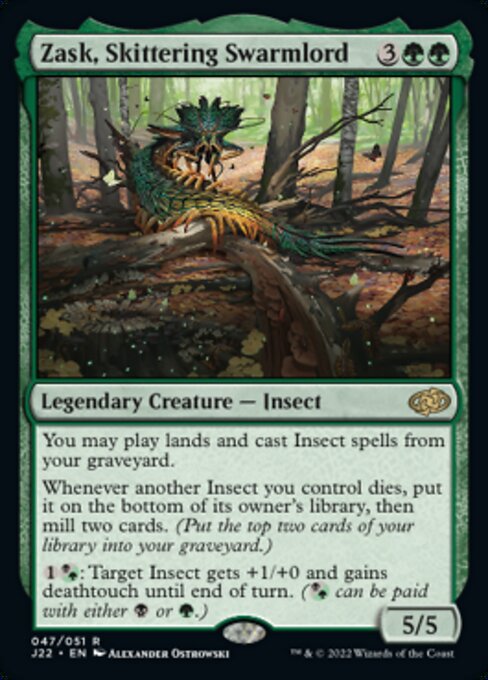 Zask, Skittering Swarmlord 3
Legendary Creature — Insect
You may play lands and cast Insect spells from
your graveyard.
Whenever another Insect you control dies, put
it on the bottom of its owner's library, then
mill two cards. (Put the top two cards of your
library into your graveyard.)
1 : Target Insect gets +1/+0 and gains
deathtouch until end of turn. ( can be paid
with either or .)
5/5
047/051 R
J22 • EN Alexander Ostrowski
™ & © 2022 Wizards of the Coast